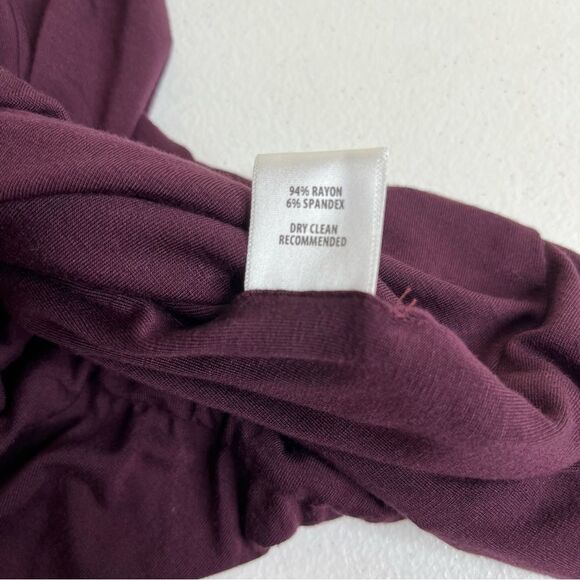 94% RAYON
6% SPANDEX
DRY CLEAN
RECOMMENDED